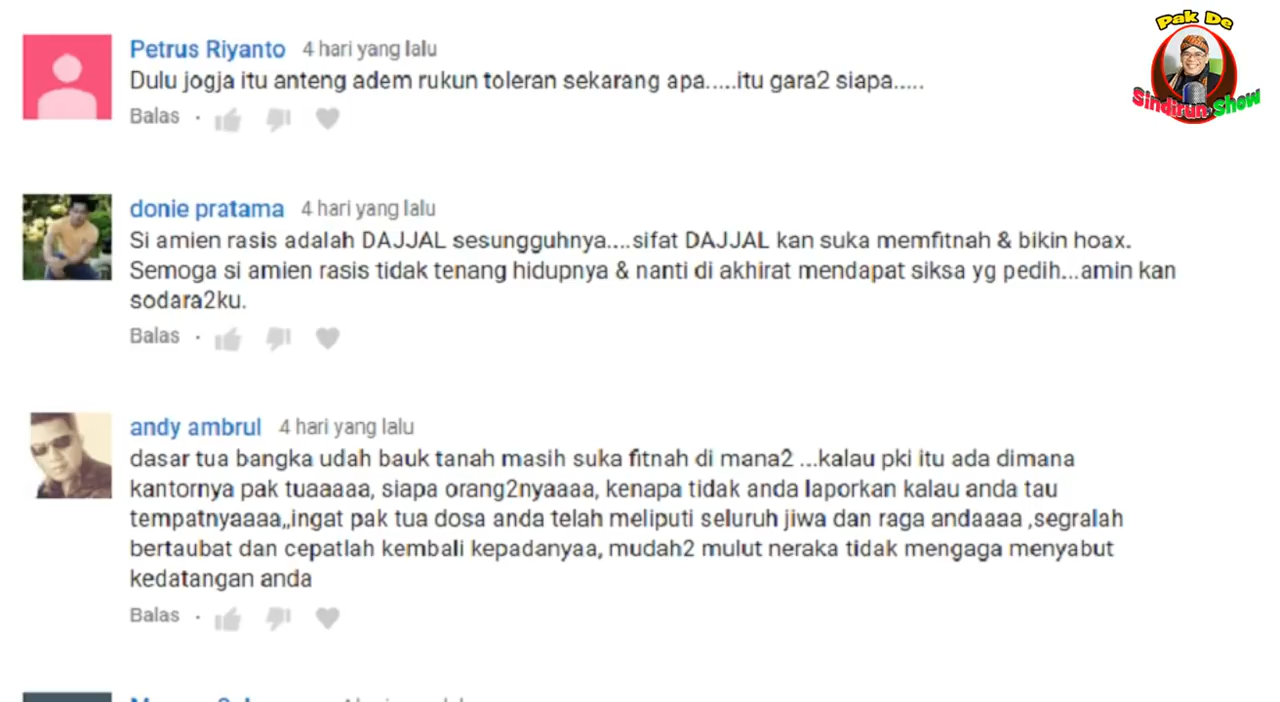 Pak De
Sindirun Show
Petrus Riyanto 4 hari yang lalu
Dulu jogja itu anteng adem rukun toleran sekarang apa.....itu gara2 siapa.....
Balas
donie pratama 4 hari yang lalu
Si amien rasis adalah DAJJAL sesungguhnya....sifat DAJJAL kan suka memfitnah & bikin hoax.
Semoga si amien rasis tidak tenang hidupnya & nanti di akhirat mendapat siksa yg pedih...amin kan
sodara2ku.
Balas
andy ambrul 4 hari yang lalu
dasar tua bangka udah bauk tanah masih suka fitnah di mana2 ...kalau pki itu ada dimana
kantornya pak tuaaaaa, siapa orang2nyaaaa, kenapa tidak anda laporkan kalau anda tau
tempatnyaaaa,,ingat pak tua dosa anda telah meliputi seluruh jiwa dan raga andaaaa ,segralah
bertaubat dan cepatlah kembali kepadanyaa, mudah2 mulut neraka tidak mengaga menyabut
kedatangan anda
Balas